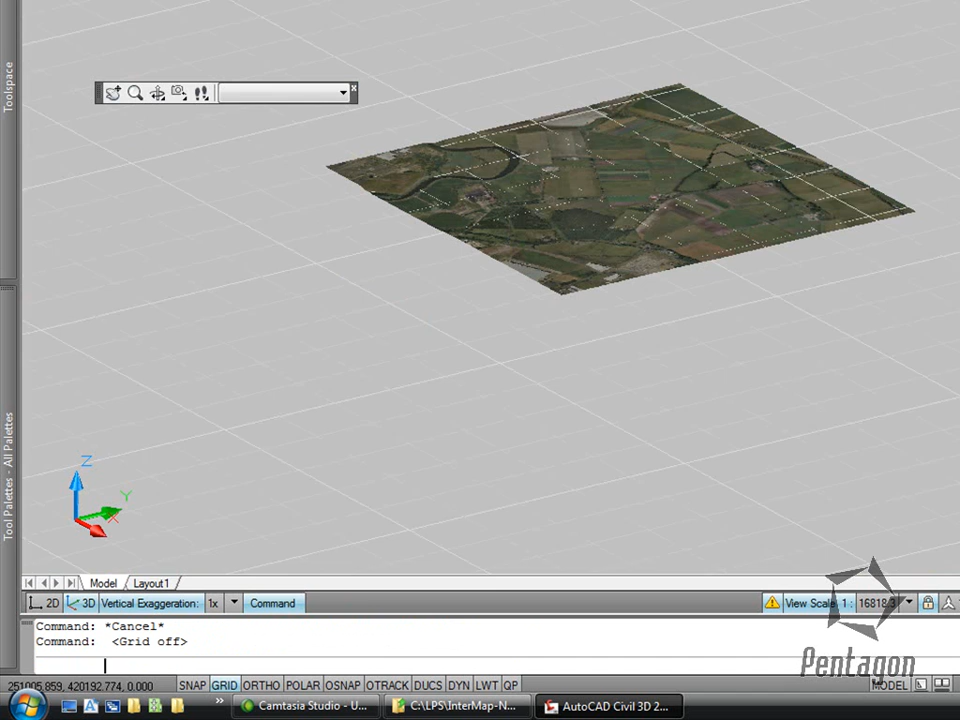 Toolspace
Tool Palettes - All Palettes
Z
Y
X
Model
Layout1
2D
3D
Vertical Exaggeration:
1x
Command
View Scale
1 :
16818.3
Command: *Cancel*
Command: <Grid off>
Pentagon
420192.774, 0.000
SNAP
GRID
ORTHO
POLAR
OSNAP
OTRACK
DUCS
DYN
LWT
QP
MODEL
»
Camtasia Studio - U...
C:\LPS\InterMap-N...
AutoCAD Civil 3D 2...